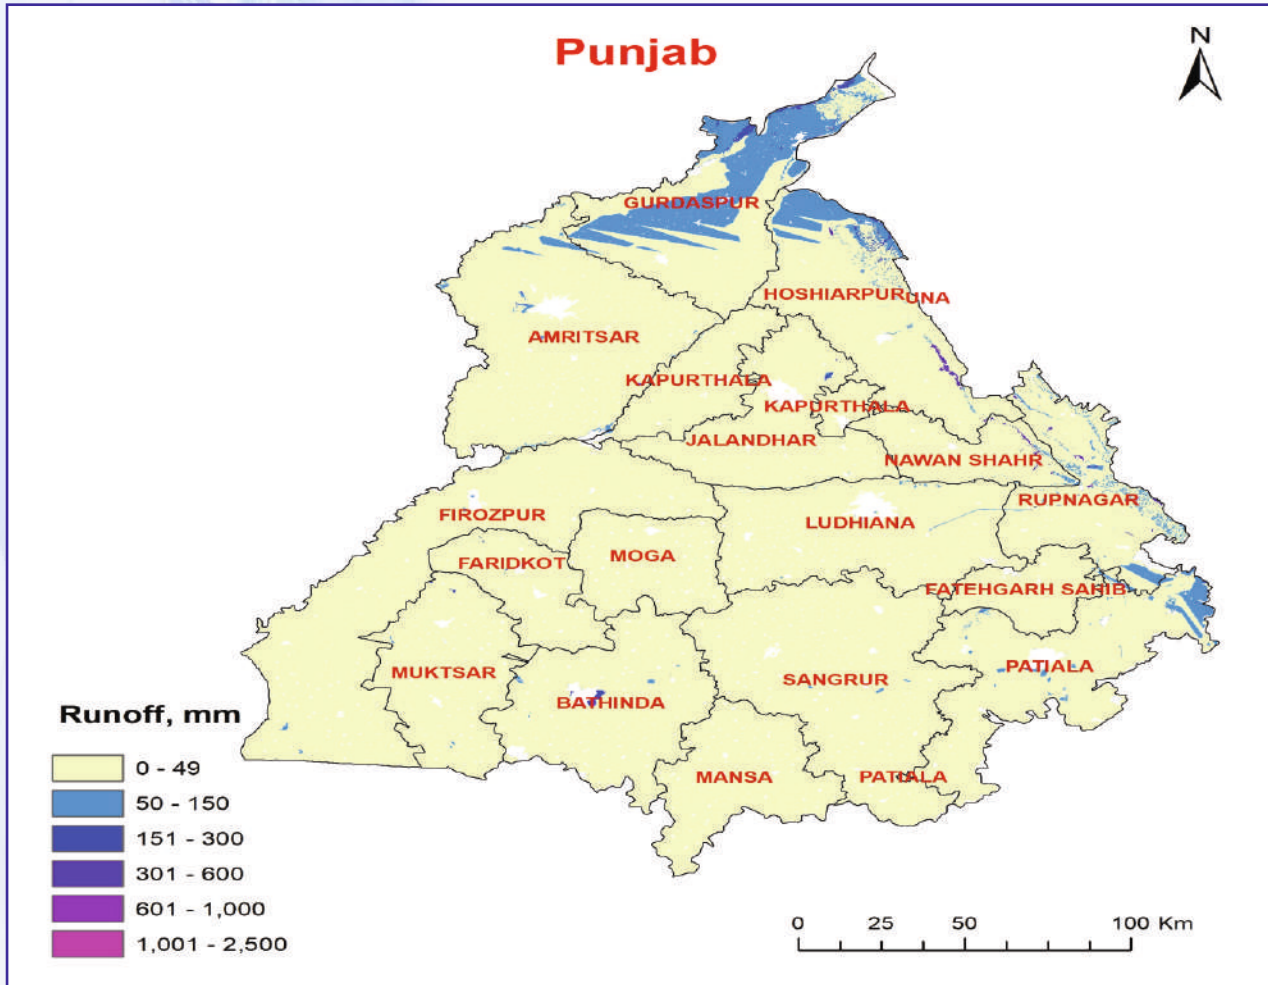 Punjab
N
GURDASPUR
HOSHIARPUR
UNA
AMRITSAR
KAPURTHALA
KAPURTHALA
JALANDHAR
NAWAN SHAHR
RUPNAGAR
FIROZPUR
LUDHIANA
FARIDKOT
MOGA
FATEHGARH SAHIB
MUKTSAR
SANGRUR
PATIALA
BATHINDA
MANSA
PATIALA
Runoff, mm
0 - 49
50 - 150
151 - 300
301 - 600
601 - 1,000
1,001 - 2,500
0 25 50 100 Km